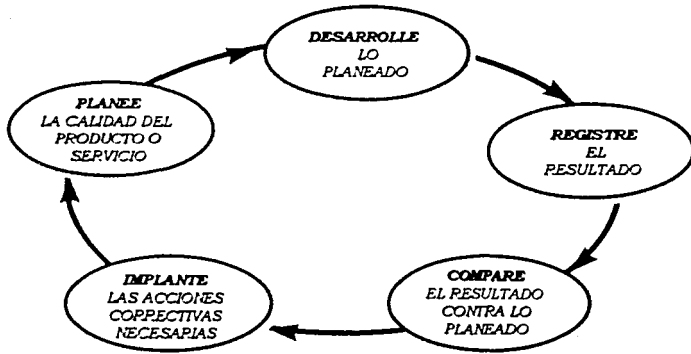 DESARROLLE
LO
PLANEADO
PLANEE
LA CALIDAD DEL
PRODUCTO O
SERVICIO
REGISTRE
EL
RESULTADO
COMPARE
EL RESULTADO
CONTRA LO
PLANEADO
IMPLANTE
LAS ACCIONES
CORRECTIVAS
NECESARIAS